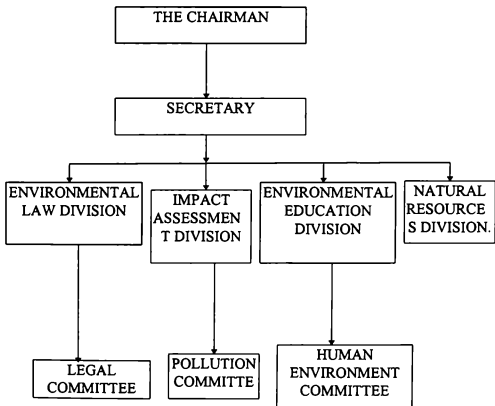 THE CHAIRMAN
SECRETARY
ENVIRONMENTAL
LAW DIVISION
IMPACT
ASSESSMEN
T DIVISION
ENVIRONMENTAL
EDUCATION
DIVISION
NATURAL
RESOURCE
S DIVISION.
LEGAL
COMMITTEE
POLLUTION
COMMITTE
HUMAN
ENVIRONMENT
COMMITTEE